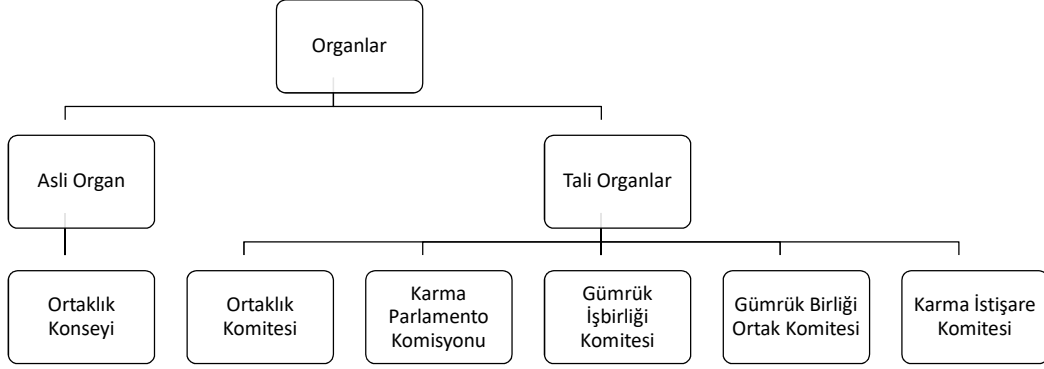 Organlar
Asli Organ
Tali Organlar
Ortaklık
Konseyi
Ortaklık
Komitesi
Karma
Parlamento
Komisyonu
Gümrük
İşbirliği
Komitesi
Gümrük Birliği
Ortak Komitesi
Karma İstişare
Komitesi